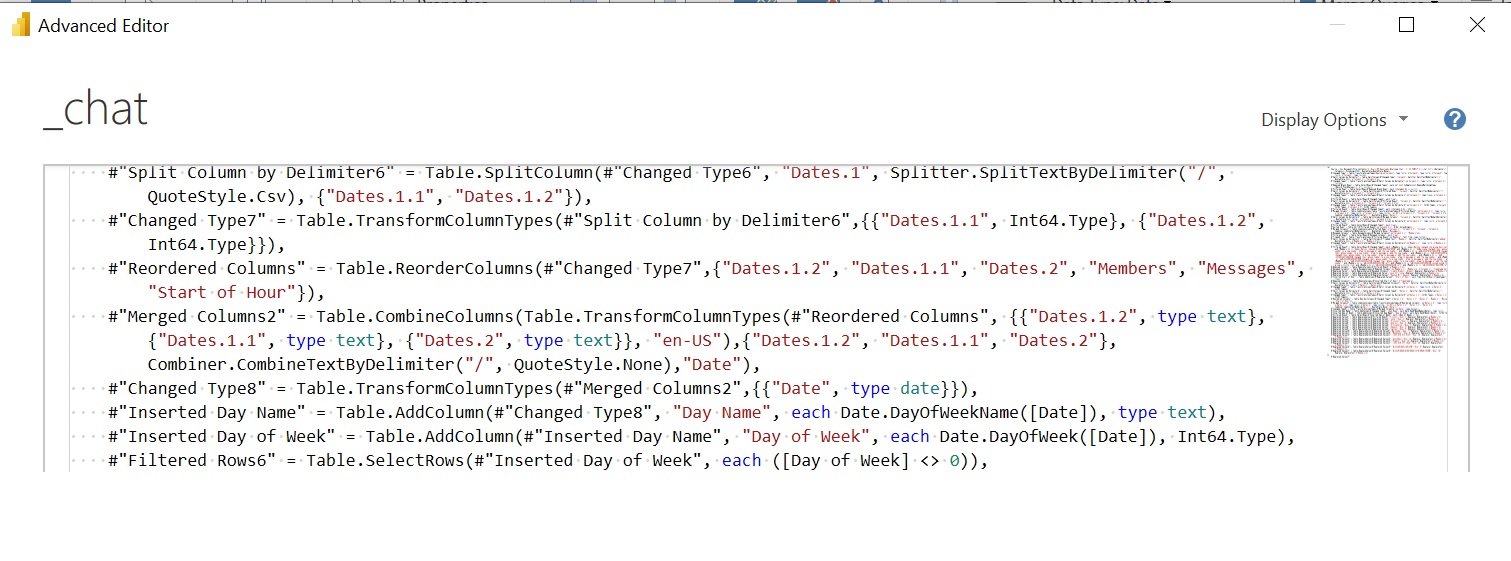 Advanced Editor
_chat
Display Options
?
#"Split Column by Delimiter6" = Table.SplitColumn(#"Changed Type6", "Dates.1", Splitter.SplitTextByDelimiter("/",
QuoteStyle.Csv), {"Dates.1.1", "Dates.1.2"}),
#"Changed Type7" = Table.TransformColumnTypes(#"Split Column by Delimiter6",{{"Dates.1.1", Int64.Type}, {"Dates.1.2",
Int64.Type}}),
#"Reordered Columns" = Table.ReorderColumns(#"Changed Type7",{"Dates.1.2", "Dates.1.1", "Dates.2", "Members", "Messages",
"Start of Hour"}),
#"Merged Columns2" = Table.CombineColumns(Table.TransformColumnTypes(#"Reordered Columns", {{"Dates.1.2", type text},
{"Dates.1.1", type text}, {"Dates.2", type text}}, "en-US"),{"Dates.1.2", "Dates.1.1", "Dates.2"},
Combiner.CombineTextByDelimiter("/", QuoteStyle.None),"Date"),
#"Changed Type8" = Table.TransformColumnTypes(#"Merged Columns2",{{"Date", type date}}),
#"Inserted Day Name" = Table.AddColumn(#"Changed Type8", "Day Name", each Date.DayOfWeekName([Date]), type text),
#"Inserted Day of Week" = Table.AddColumn(#"Inserted Day Name", "Day of Week", each Date.DayOfWeek([Date]), Int64.Type),
#"Filtered Rows6" = Table.SelectRows(#"Inserted Day of Week", each ([Day of Week] <> 0)),